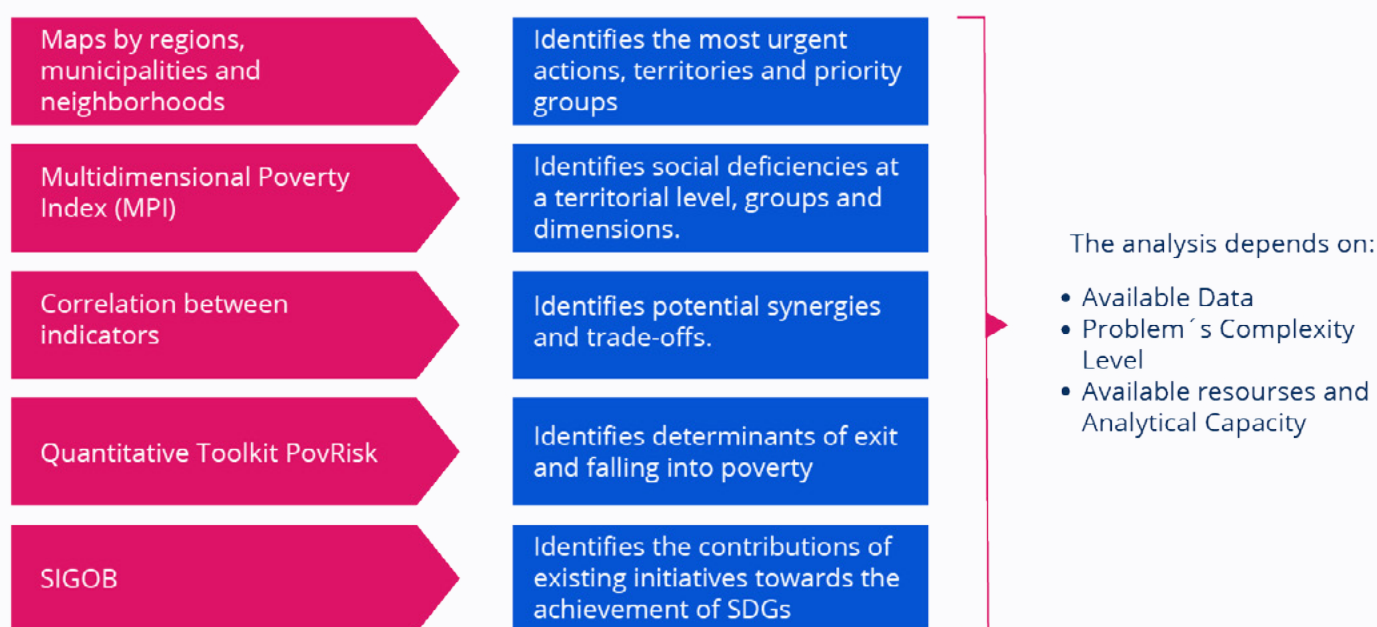 Maps by regions,
municipalities and
neighborhoods
Identifies the most urgent
actions, territories and priority
groups
Multidimensional Poverty
Index (MPI)
Identifies social deficiencies at
a territorial level, groups and
dimensions.
Correlation between
indicators
Identifies potential synergies
and trade-offs.
Quantitative Toolkit PovRisk
Identifies determinants of exit
and falling into poverty
SIGOB
Identifies the contributions of
existing initiatives towards the
achievement of SDGs
The analysis depends on:
• Available Data
• Problem´s Complexity
Level
• Available resourses and
Analytical Capacity